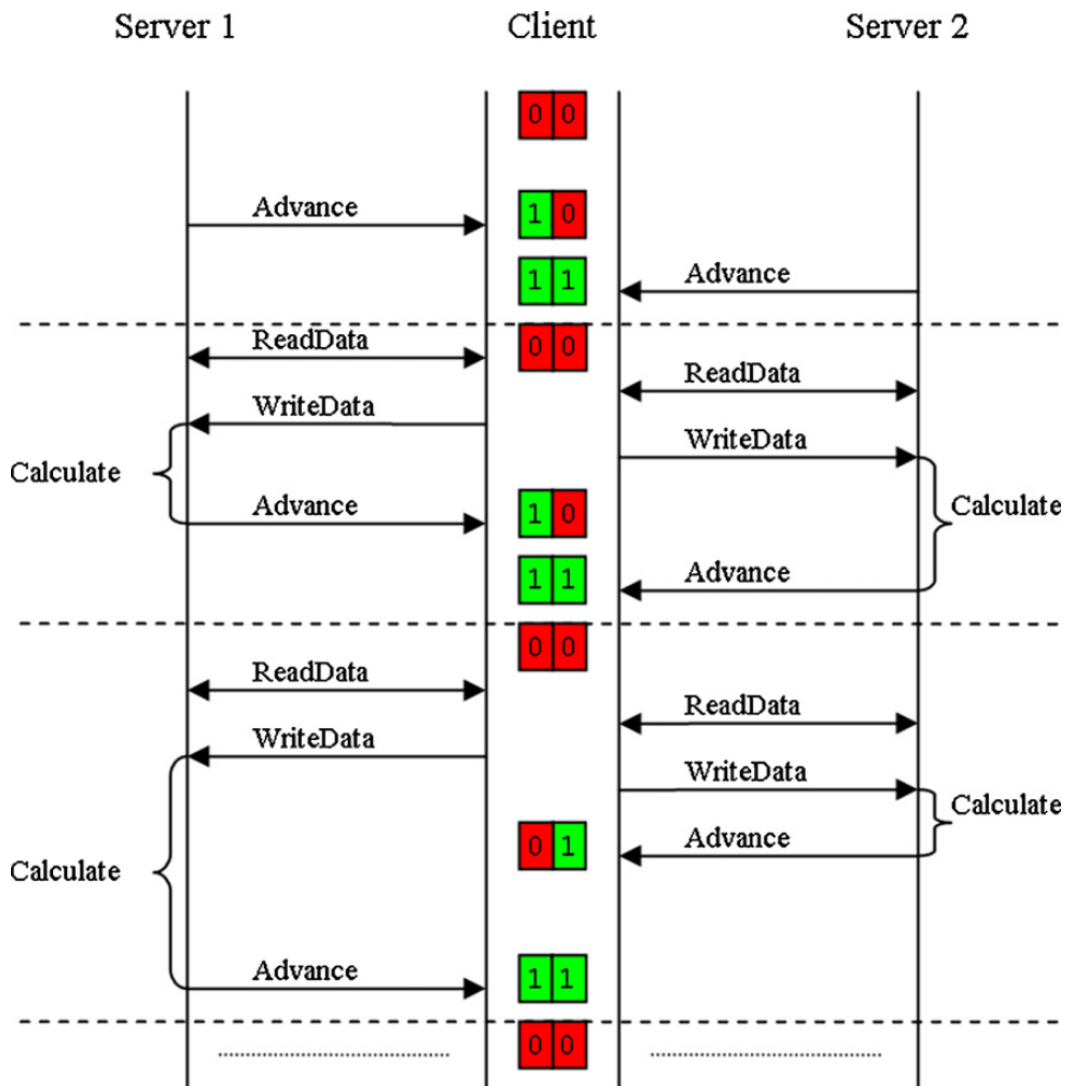 Server 1 Client Server 2
0 0
Advance 1 0
1 1 Advance
ReadData 0 0
ReadData
WriteData
WriteData
Calculate
Advance 1 0 Calculate
1 1 Advance
0 0
ReadData
ReadData
WriteData
WriteData
Calculate
0 1 Advance
Calculate
Advance 1 1
0 0